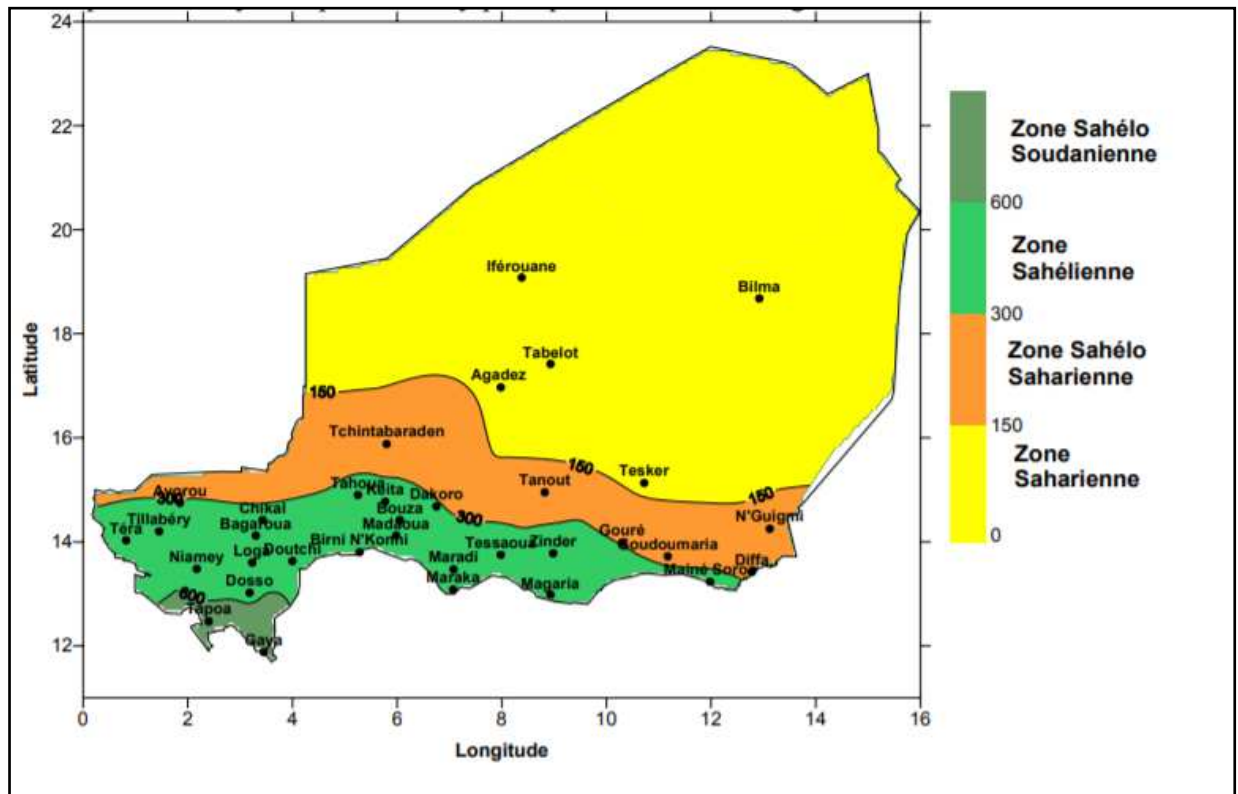 24
22
20
18
16
14
12
Latitude
0
2
4
6
8
10
12
14
16
Longitude
Iférouane
Bilma
Tabelot
Agadez
150
Tchintabaraden
150
Tesker
Tanout
150
N'Guigmi
Ayorou
300
Tahoua
Keita
Dakoro
Bouza
300
Chikal
Bagaroua
Madaoua
Gouré
Goudoumaria
Tillabéry
Téra
Niamey
Loga
Doutchi
Birni N'Konni
Maradi
Tessaoua
Zinder
Mainé Soro
Diffa
Dosso
Maraka
Magaria
600
Tapoa
Gaya
Zone Sahélo
Soudanienne
600
Zone
Sahélienne
300
Zone Sahélo
Saharienne
150
Zone
Saharienne
0